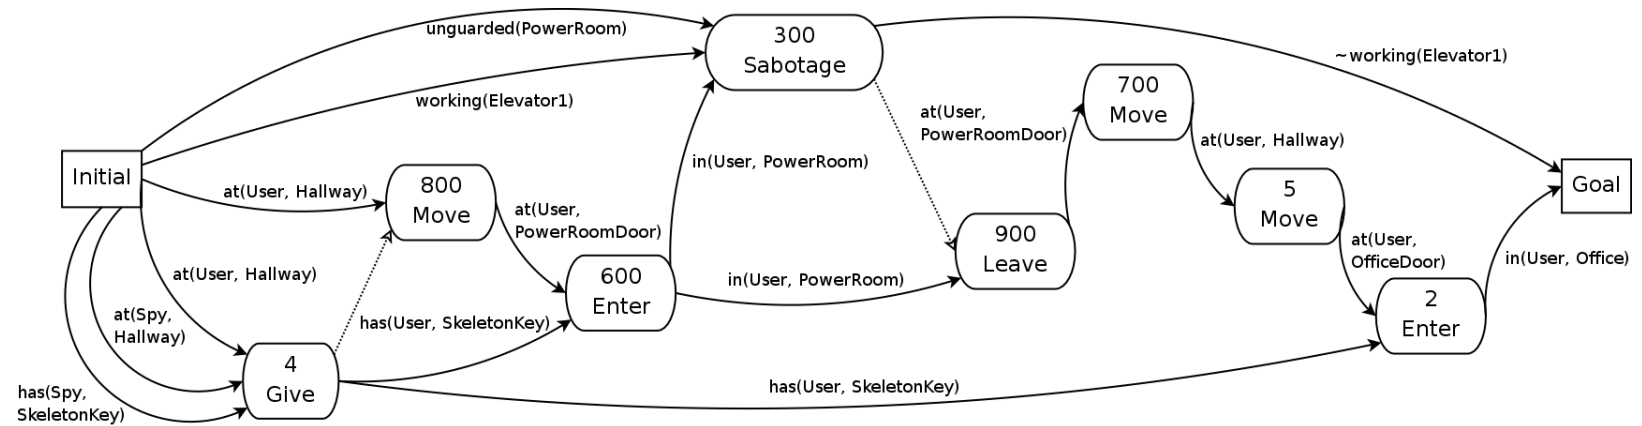 unguarded(PowerRoom)
300
Sabotage
~working(Elevator1)
working(Elevator1)
700
Move
at(User,
PowerRoomDoor)
at(User, Hallway)
in(User, PowerRoom)
Initial
at(User, Hallway)
800
Move
5
Move
Goal
at(User,
PowerRoomDoor)
900
Leave
at(User,
OfficeDoor)
in(User, Office)
at(User, Hallway)
600
Enter
in(User, PowerRoom)
2
Enter
at(Spy,
Hallway)
has(User, SkeletonKey)
4
Give
has(User, SkeletonKey)
has(Spy,
SkeletonKey)